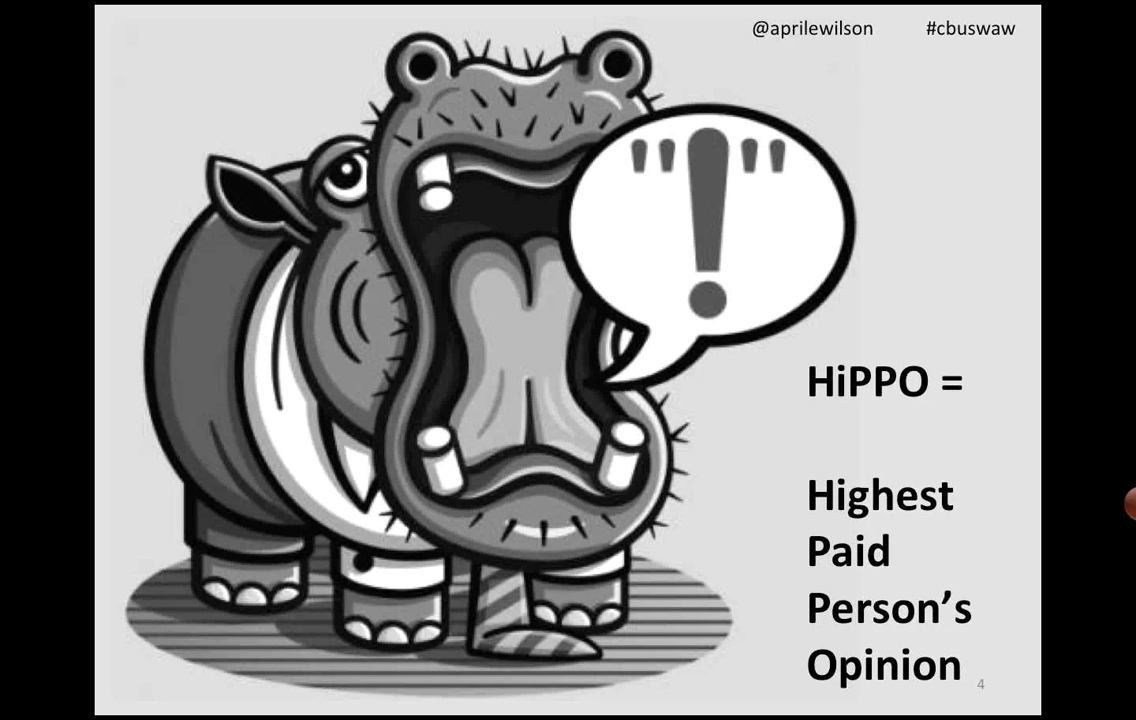 @aprilewilson #cbuswaw
"!"
HiPPO =
Highest
Paid
Person’s
Opinion
4